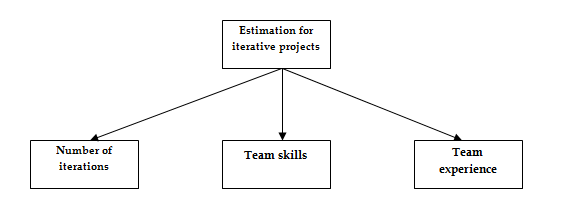 Estimation for
iterative projects
Number of
iterations
Team skills
Team
experience